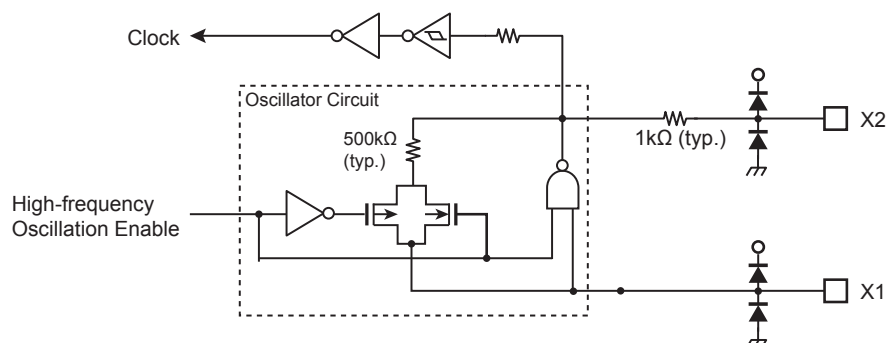 Clock
Oscillator Circuit
500kΩ
(typ.)
1kΩ (typ.)
X2
High-frequency
Oscillation Enable
X1